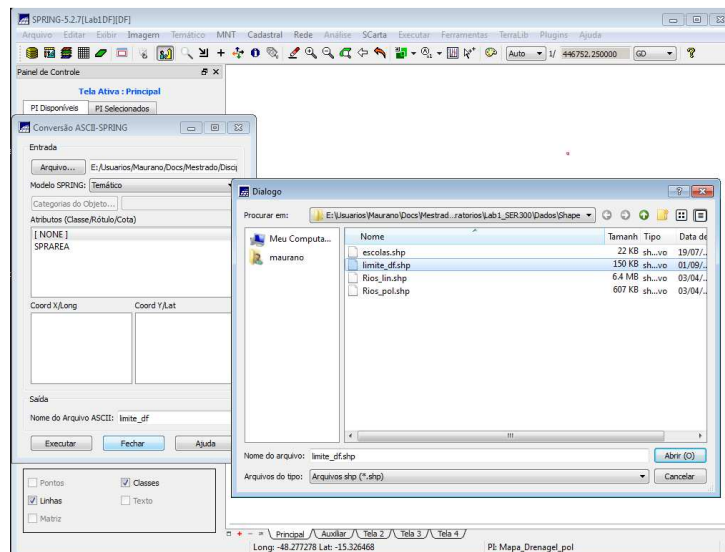 SPRING-5.2.7[Lab1DF][DF]
Arquivo Editar Exibir Imagem Temático MNT Cadastral Rede Análise SCarta Executar Ferramentas TerraLib Plugins Ajuda
Auto 1/ 446752.250000 GD
Painel de Controle
Tela Ativa : Principal
PI Disponíveis PI Selecionados
Conversão ASCII-SPRING
Entrada
Arquivo... E:/Usuarios/Maurano/Docs/Mestrado/Discip
Modelo SPRING: Temático
Categorias do Objeto...
Atributos (Classe/Rótulo/Cota)
[ NONE ]
SPRAREA
Coord X/Long Coord Y/Lat
Saída
Nome do Arquivo ASCII: limite_df
Executar Fechar Ajuda
Pontos Classes
Linhas Texto
Matriz
Dialogo
Procurar em: E:\Usuarios\Maurano\Docs\Mestrad...ratorios\Lab1_SER300\Dados\Shape
Meu Computa...
maurano
Nome Tamanh Tipo Data de
escolas.shp 22 KB sh...vo 19/07/..
limite_df.shp 150 KB sh...vo 01/09/..
Rios_lin.shp 6.4 MB sh...vo 03/04/..
Rios_pol.shp 607 KB sh...vo 03/04/..
Nome do arquivo: limite_df.shp Abrir (O)
Arquivos do tipo: Arquivos shp (*.shp) Cancelar
Principal Auxiliar Tela 2 Tela 3 Tela 4
Long: -48.277278 Lat: -15.326468 PI: Mapa_Drenagel_pol